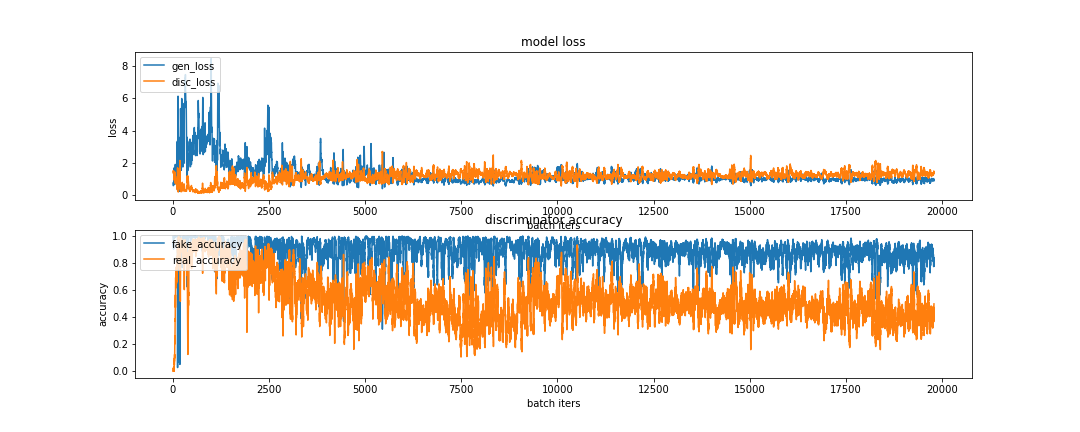 model loss
gen_loss
disc_loss
loss
8
6
4
2
0
0 2500 5000 7500 10000 12500 15000 17500 20000
batch iters
discriminator accuracy
fake_accuracy
real_accuracy
accuracy
1.0
0.8
0.6
0.4
0.2
0.0
0 2500 5000 7500 10000 12500 15000 17500 20000
batch iters